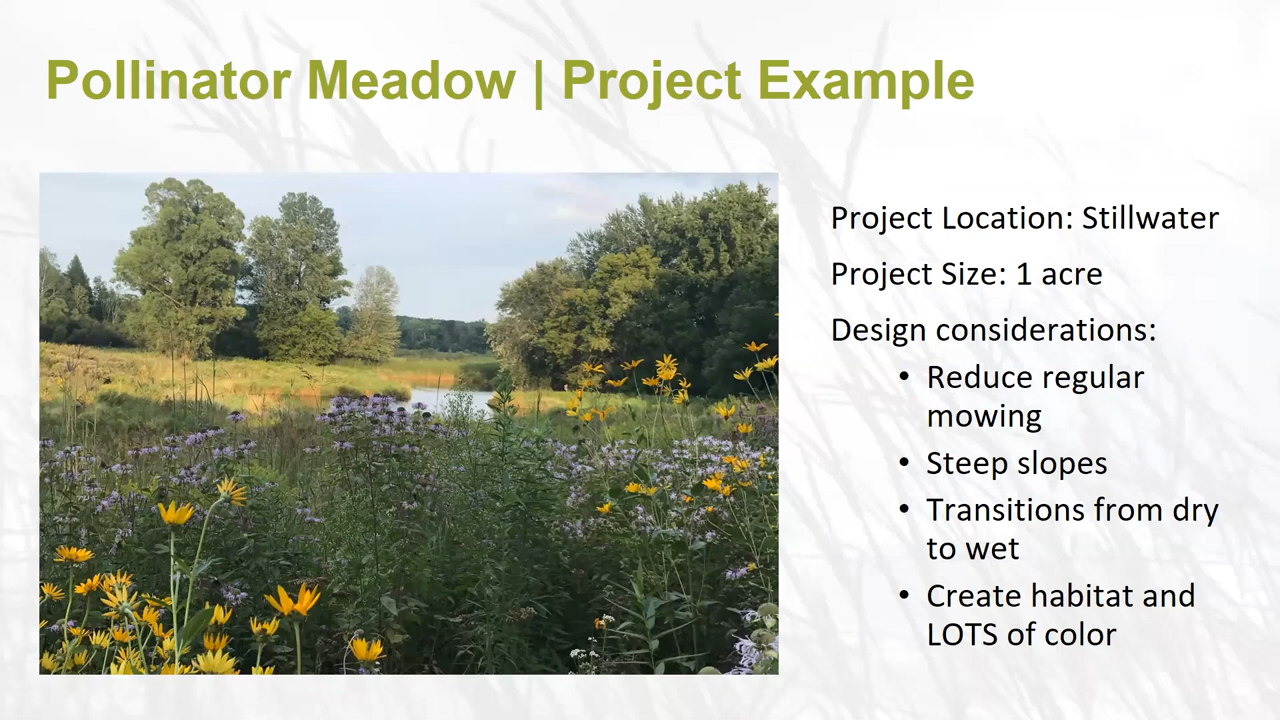 Pollinator Meadow | Project Example
Project Location: Stillwater
Project Size: 1 acre
Design considerations:
• Reduce regular
mowing
• Steep slopes
• Transitions from dry
to wet
• Create habitat and
LOTS of color